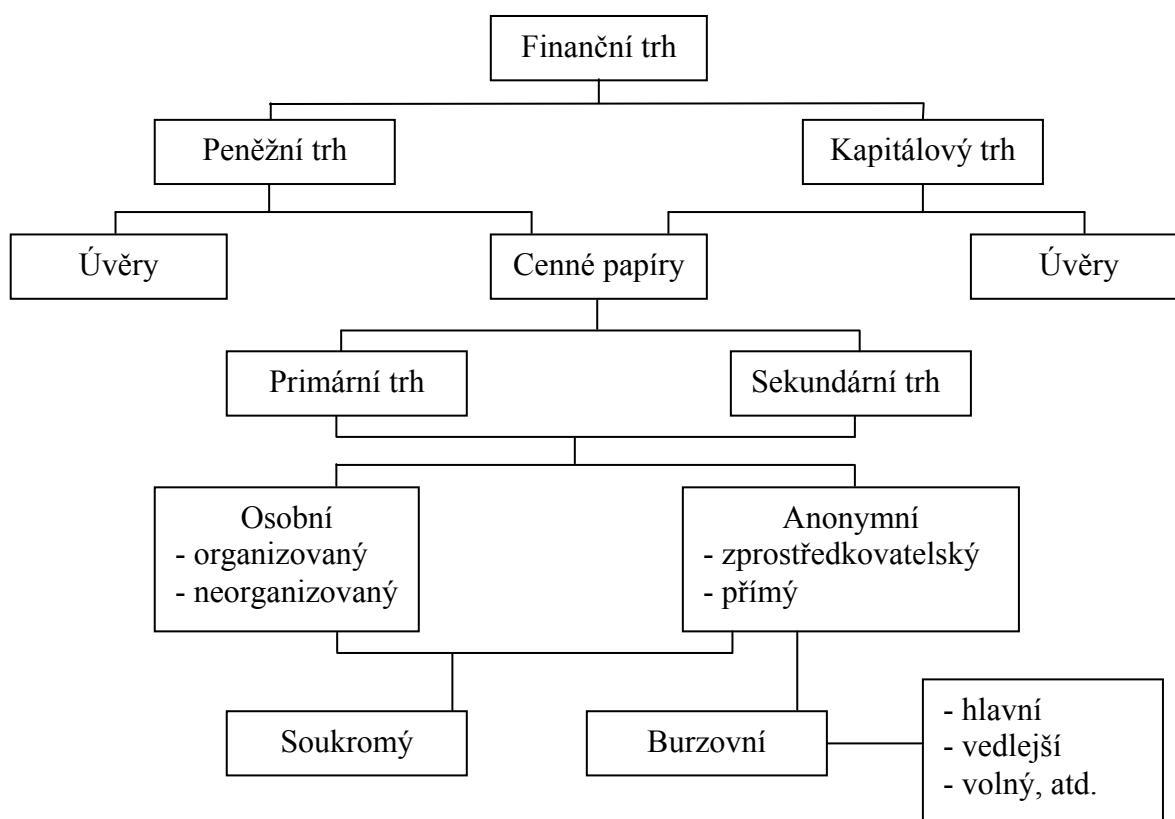 Finanční trh
Peněžní trh
Kapitálový trh
Úvěry
Cenné papíry
Úvěry
Primární trh
Sekundární trh
Osobní
- organizovaný
- neorganizovaný
Anonymní
- zprostředkovatelský
- přímý
Soukromý
Burzovní
- hlavní
- vedlejší
- volný, atd.